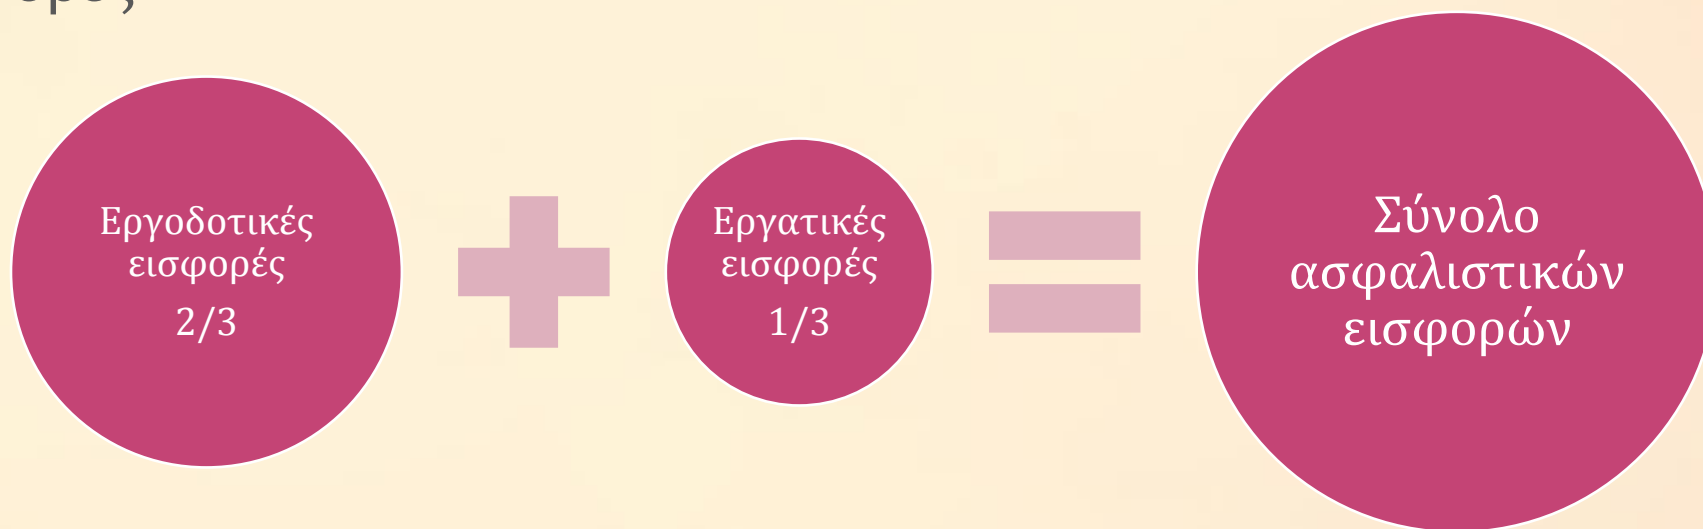 Εργοδοτικές
εισφορές
2/3
Εργατικές
εισφορές
1/3
Σύνολο
ασφαλιστικών
εισφορών